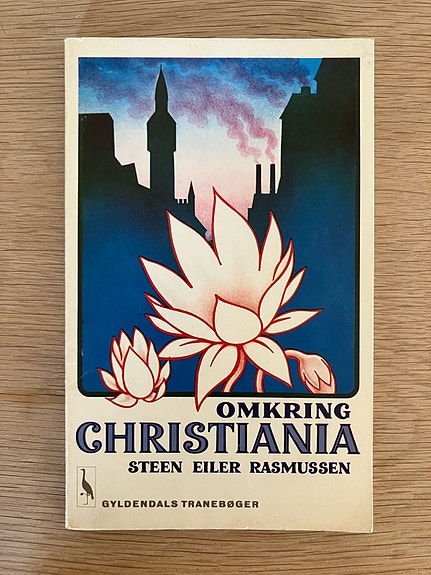 OMKRING
CHRISTIANIA
STEEN EILER RASMUSSEN
GYLDENDALS TRANEBØGER